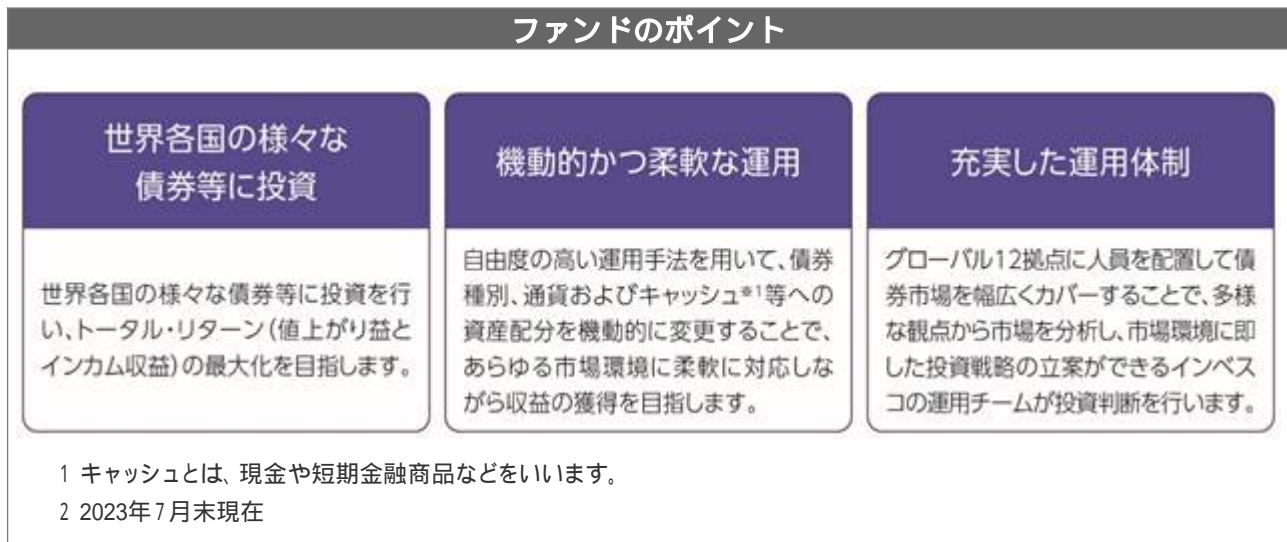 ファンドのポイント
世界各国の様々な
債券等に投資
世界各国の様々な債券等に投資を行
い、トータル・リターン(値上がり益と
インカム収益)の最大化を目指します。
機動的かつ柔軟な運用
自由度の高い運用手法を用いて、債券
種別、通貨およびキャッシュ※1等への
資産配分を機動的に変更することで、
あらゆる市場環境に柔軟に対応しな
がら収益の獲得を目指します。
充実した運用体制
グローバル12拠点に人員を配置して債
券市場を幅広くカバーすることで、多様
な観点から市場を分析し、市場環境に即
した投資戦略の立案ができるインベス
コの運用チームが投資判断を行います。
1 キャッシュとは、現金や短期金融商品などをいいます。
2 2023年7月末現在